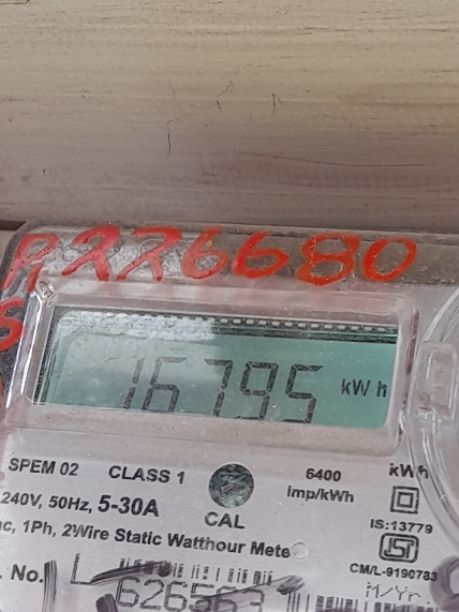 R226680
16795 kWh
SPEM 02 CLASS 1 6400 imp/kWh kWh
240V, 50Hz, 5-30A
CAL
IS:13779
1Ph, 2Wire Static Watthour Mete
CM/L-9190783
No.